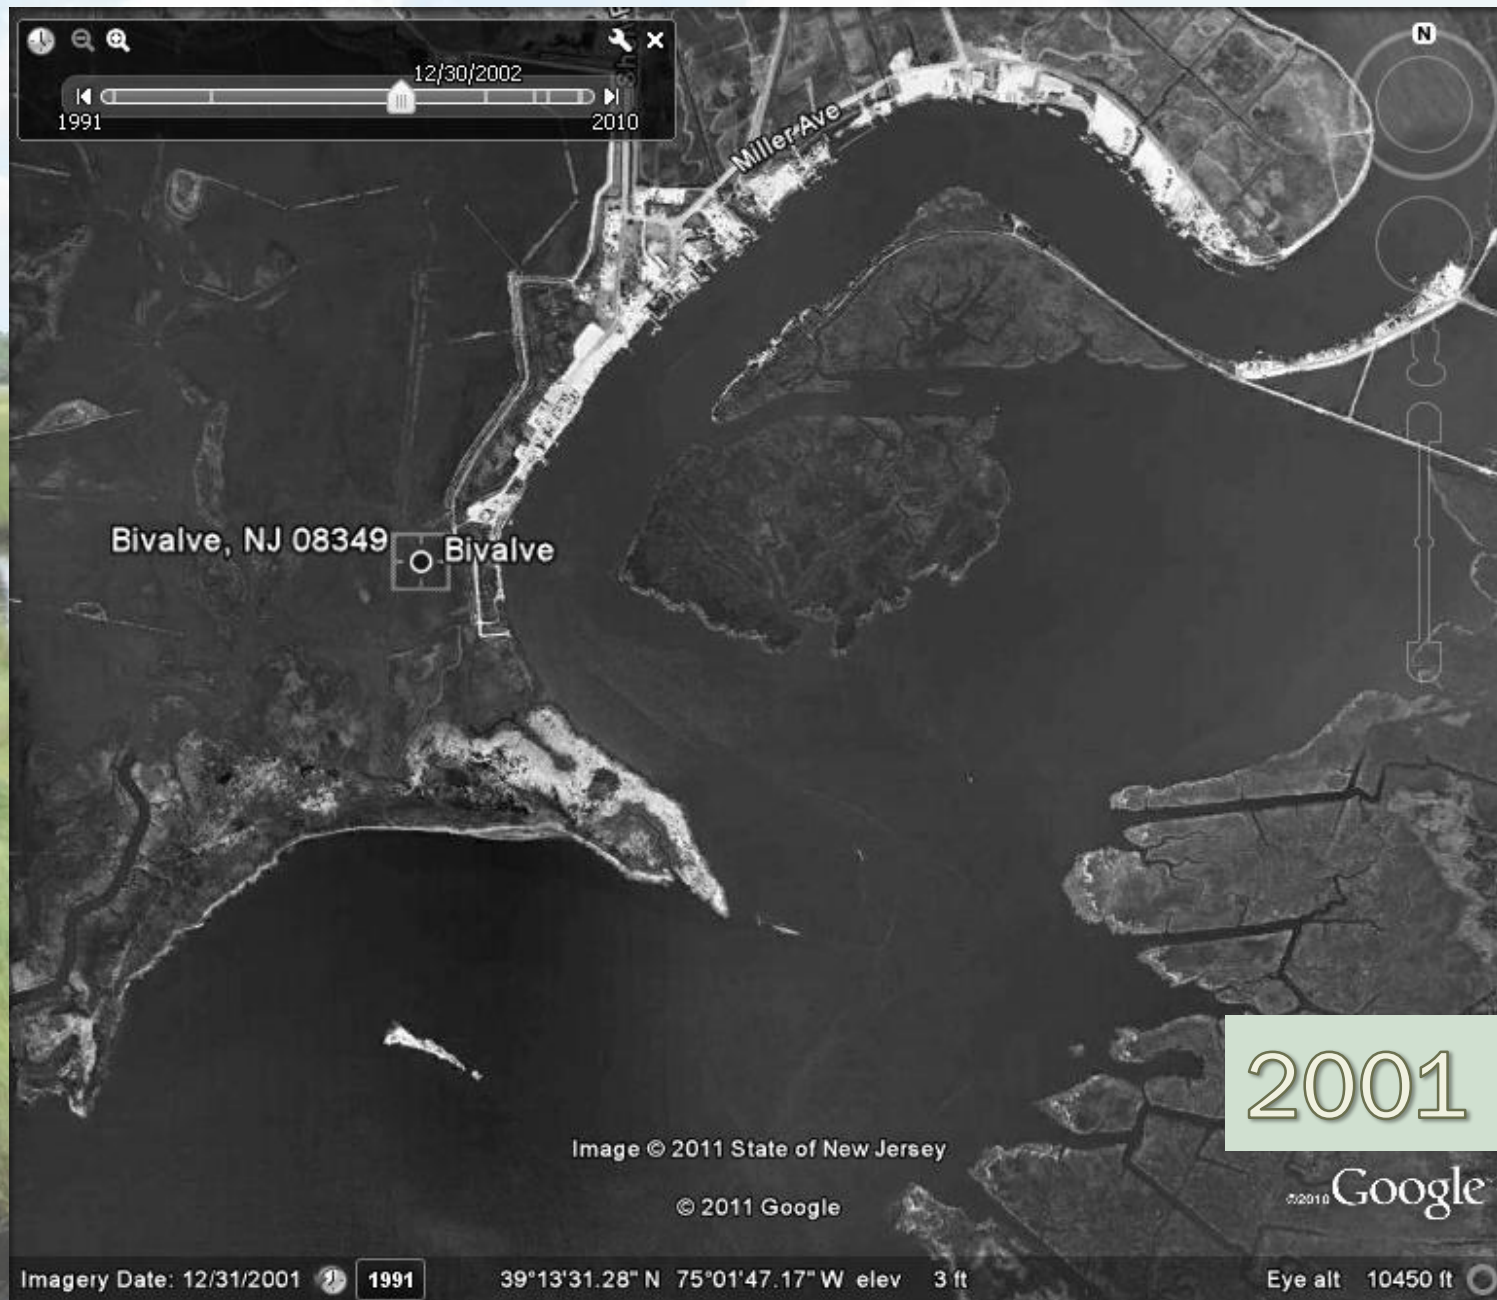 12/30/2002
N
1991
2010
Miller Ave
Bivalve, NJ 08349
Bivalve
2001
Image © 2011 State of New Jersey
©2010 Google
© 2011 Google
Imagery Date: 12/31/2001 1991 39°13'31.28" N 75°01'47.17" W elev 3 ft Eye alt 10450 ft